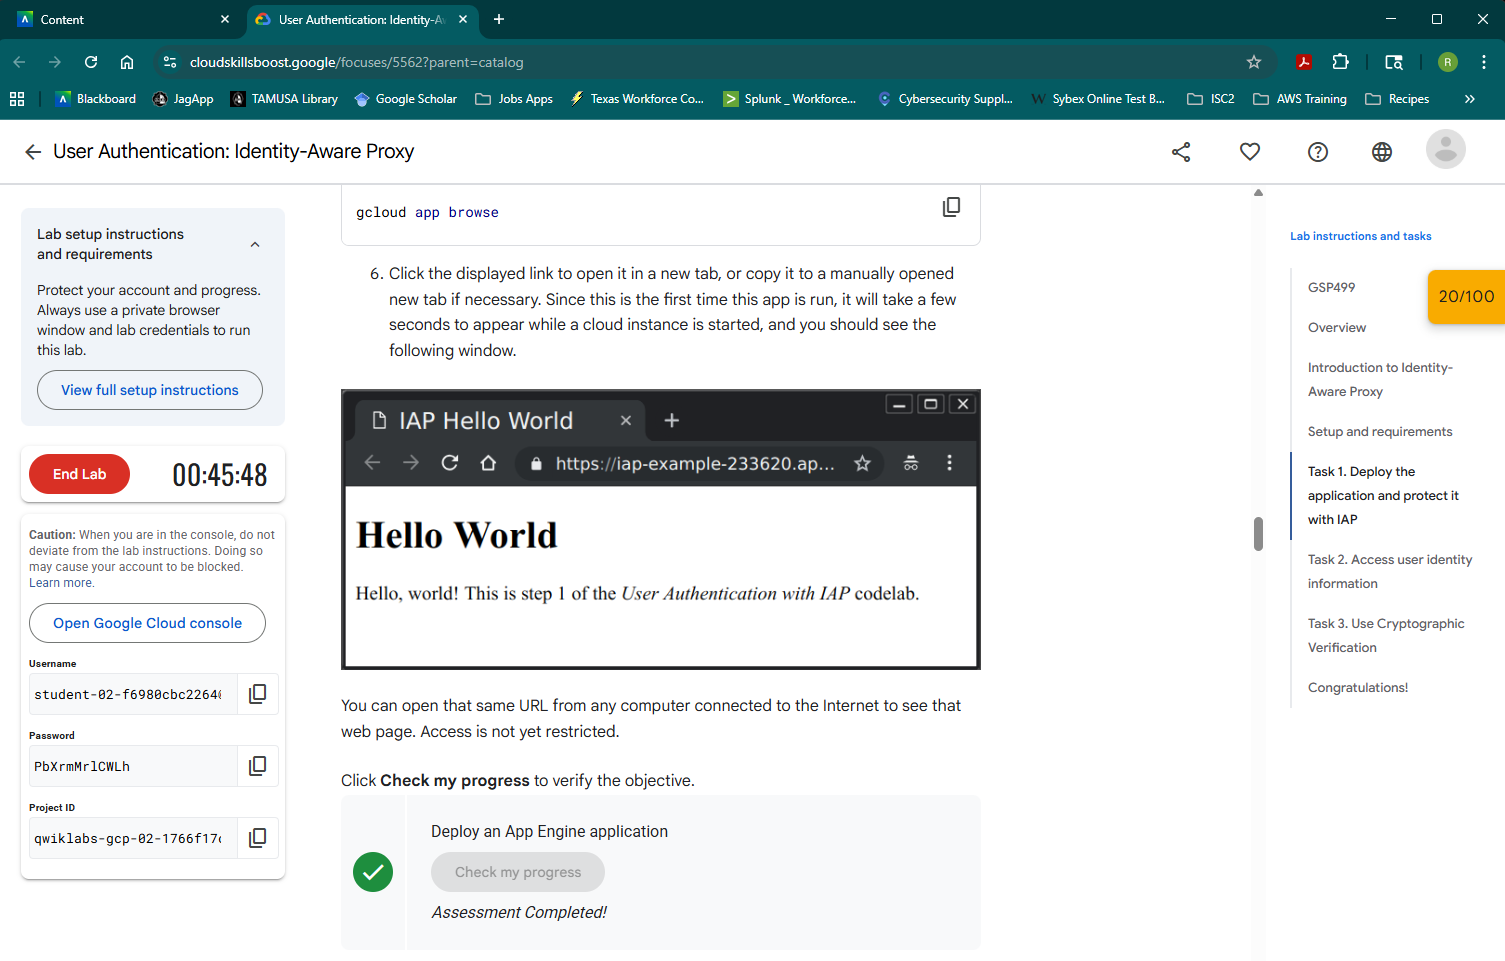 Content
User Authentication: Identity-A
cloudskillsboost.google/focuses/5562?parent=catalog
R
Blackboard
JagApp
TAMUSA Library
Google Scholar
Jobs Apps
Texas Workforce Co...
Splunk _ Workforce...
Cybersecurity Suppl...
Sybex Online Test B...
ISC2
AWS Training
Recipes
»
User Authentication: Identity-Aware Proxy
Lab setup instructions
and requirements
Protect your account and progress.
Always use a private browser
window and lab credentials to run
this lab.
View full setup instructions
End Lab
00:45:48
Caution: When you are in the console, do not
deviate from the lab instructions. Doing so
may cause your account to be blocked.
Learn more.
Open Google Cloud console
Username
student-02-f6980cbc2264
Password
PbXrmMrlCWLh
Project ID
qwiklabs-gcp-02-1766f17
gcloud app browse
6. Click the displayed link to open it in a new tab, or copy it to a manually opened
new tab if necessary. Since this is the first time this app is run, it will take a few
seconds to appear while a cloud instance is started, and you should see the
following window.
IAP Hello World
https://iap-example-233620.ap...
Hello World
Hello, world! This is step 1 of the User Authentication with IAP codelab.
You can open that same URL from any computer connected to the Internet to see that
web page. Access is not yet restricted.
Click Check my progress to verify the objective.
Deploy an App Engine application
Check my progress
Assessment Completed!
Lab instructions and tasks
GSP499
20/100
Overview
Introduction to Identity-
Aware Proxy
Setup and requirements
Task 1. Deploy the
application and protect it
with IAP
Task 2. Access user identity
information
Task 3. Use Cryptographic
Verification
Congratulations!